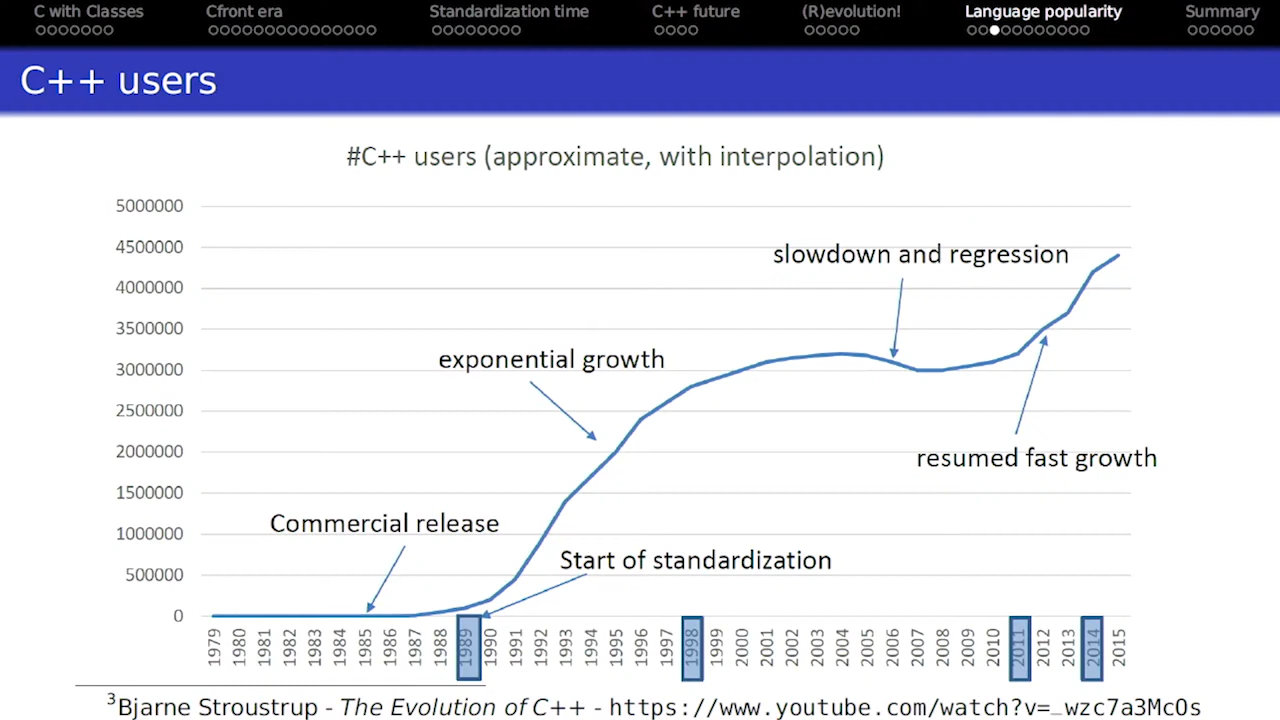 C with Classes Cfront era Standardization time C++ future (R)evolution! Language popularity Summary
C++ users
#C++ users (approximate, with interpolation)
5000000
4500000
slowdown and regression
4000000
3500000
exponential growth
3000000
2500000
2000000
resumed fast growth
1500000
Commercial release
1000000
Start of standardization
500000
0
1979 1980 1981 1982 1983 1984 1985 1986 1987 1988 1989 1990 1991 1992 1993 1994 1995 1996 1997 1998 1999 2000 2001 2002 2003 2004 2005 2006 2007 2008 2009 2010 2011 2012 2013 2014 2015
3Bjarne Stroustrup - The Evolution of C++ - https://www.youtube.com/watch?v=_wzc7a3McOs